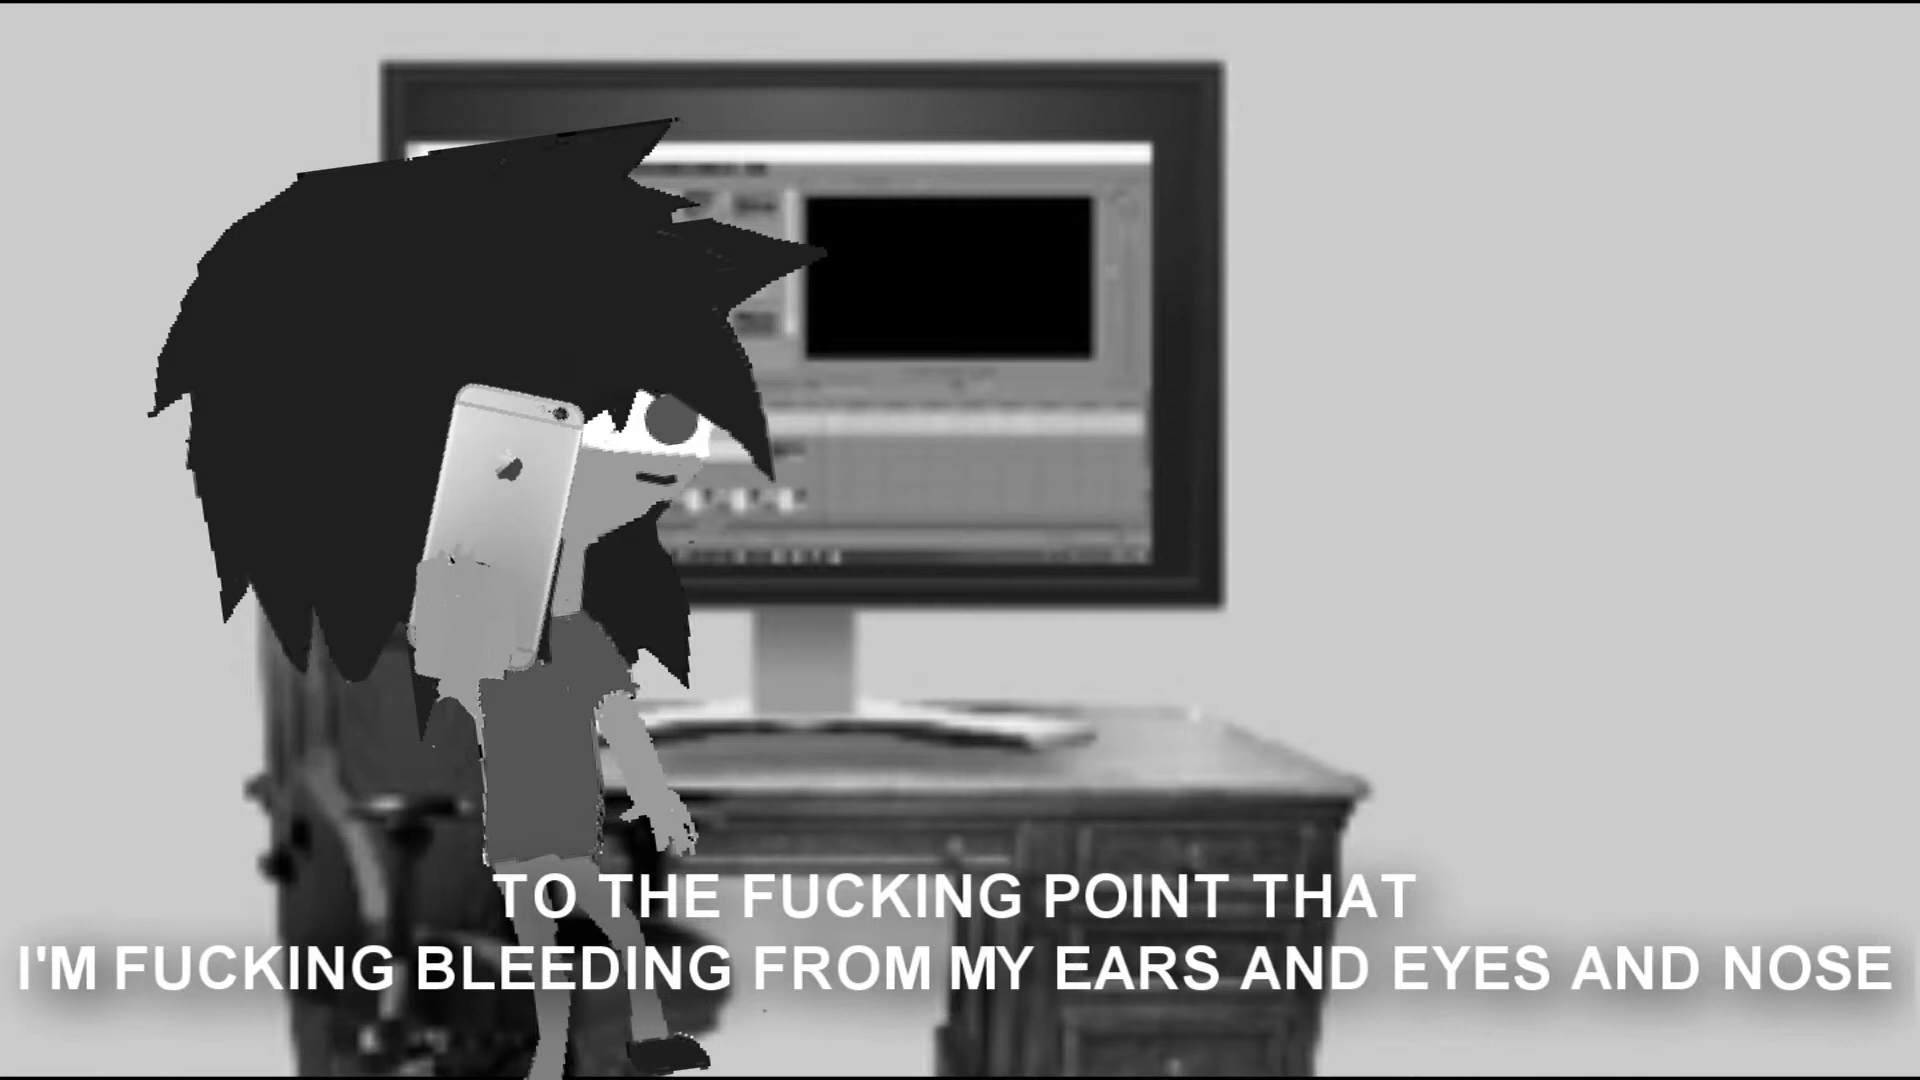 TO THE FUCKING POINT THAT
I'M FUCKING BLEEDING FROM MY EARS AND EYES AND NOSE